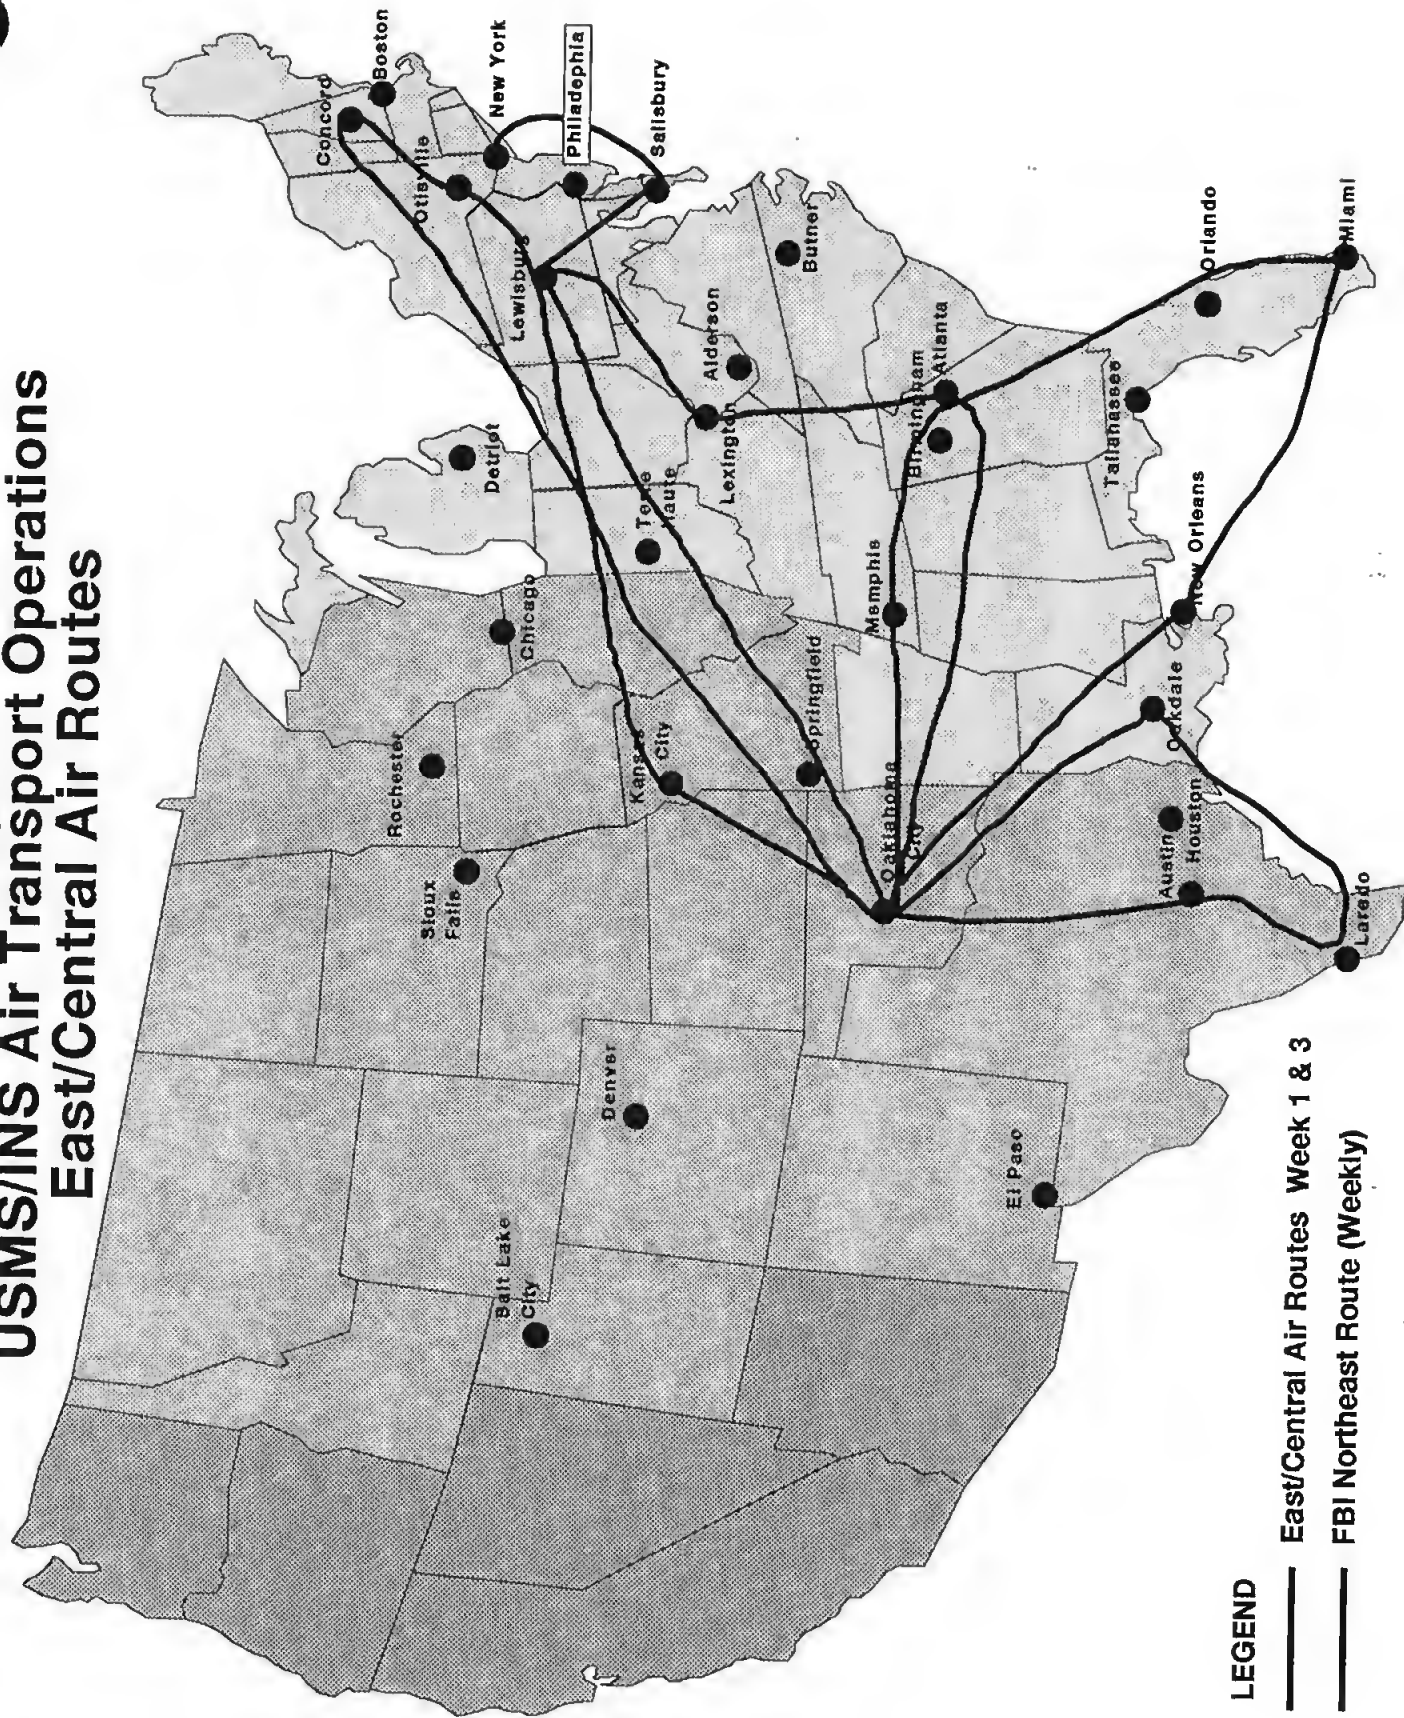 USMS/INS Air Transport Operations
East/Central Air Routes
Concord
Boston
Rochester
Otisville
Sioux
Falls
Detriot
New York
Salt Lake
City
Chicago
Lewisburg
Philadephia
Denver
Kansas
City
Terre
Haute
Salisbury
Lexington
Alderson
Springfield
Butner
Memphis
Oaklahoma
City
Birmingham
Atlanta
El Paso
Tallahassee
Austin
Houston
Oakdale
New Orleans
Orlando
Laredo
Miami
LEGEND
East/Central Air Routes Week 1 & 3
FBI Northeast Route (Weekly)